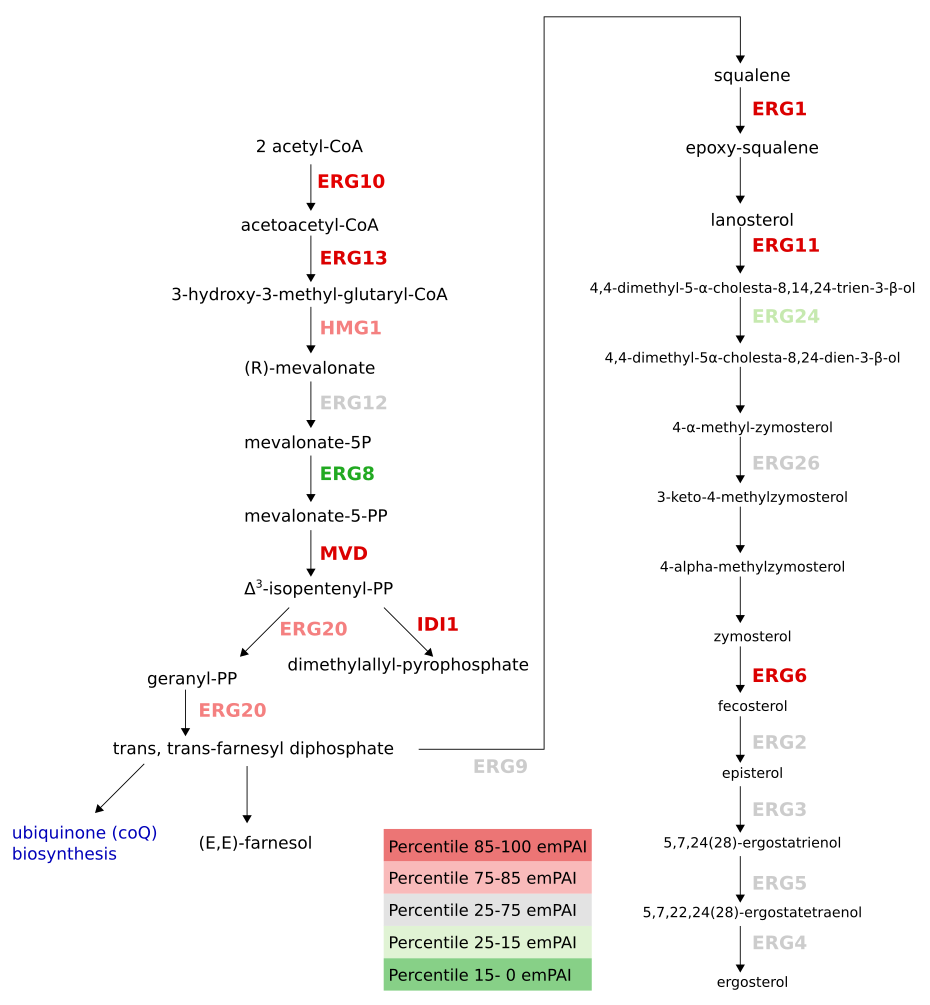 2 acetyl-CoA
ERG10
acetoacetyl-CoA
ERG13
3-hydroxy-3-methyl-glutaryl-CoA
HMG1
(R)-mevalonate
ERG12
mevalonate-5P
ERG8
mevalonate-5-PP
MVD
Δ³-isopentenyl-PP
ERG20
IDI1
dimethylallyl-pyrophosphate
geranyl-PP
ERG20
trans, trans-farnesyl diphosphate
ERG9
ubiquinone (coQ)
biosynthesis
(E,E)-farnesol
squalene
ERG1
epoxy-squalene
lanosterol
ERG11
4,4-dimethyl-5-α-cholesta-8,14,24-trien-3-β-ol
ERG24
4,4-dimethyl-5α-cholesta-8,24-dien-3-β-ol
4-α-methyl-zymosterol
ERG26
3-keto-4-methylzymosterol
4-alpha-methylzymosterol
zymosterol
ERG6
fecosterol
ERG2
episterol
ERG3
5,7,24(28)-ergostatrienol
ERG5
5,7,22,24(28)-ergostatetraenol
ERG4
ergosterol
Percentile 85-100 emPAI
Percentile 75-85 emPAI
Percentile 25-75 emPAI
Percentile 25-15 emPAI
Percentile 15- 0 emPAI